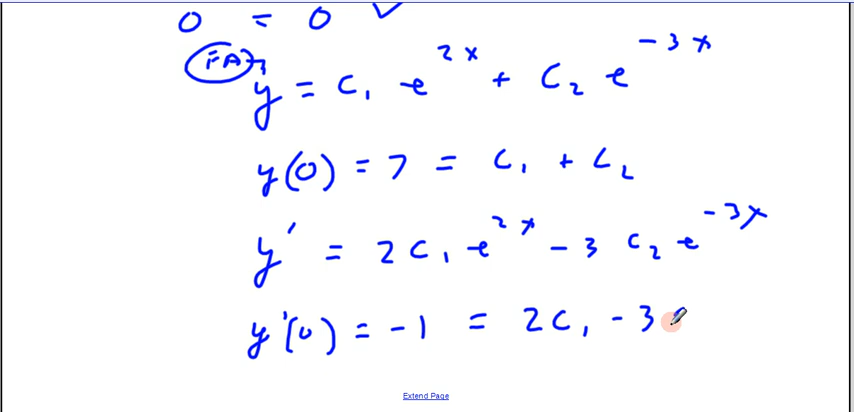 0 = 0 ✓
FA
y = c₁ e^{2x} + c₂ e^{-3x}
y(0) = 7 = c₁ + c₂
y' = 2c₁ e^{2x} - 3 c₂ e^{-3x}
y'(0) = -1 = 2c₁ - 3
Extend Page